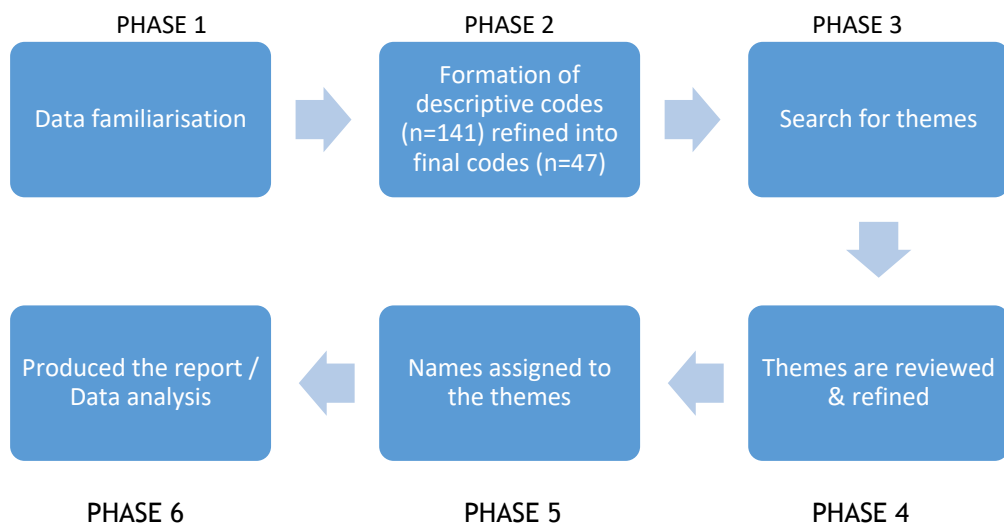 PHASE 1
Data familiarisation
PHASE 2
Formation of
descriptive codes
(n=141) refined into
final codes (n=47)
PHASE 3
Search for themes
Themes are reviewed
& refined
PHASE 4
Names assigned to
the themes
PHASE 5
Produced the report /
Data analysis
PHASE 6